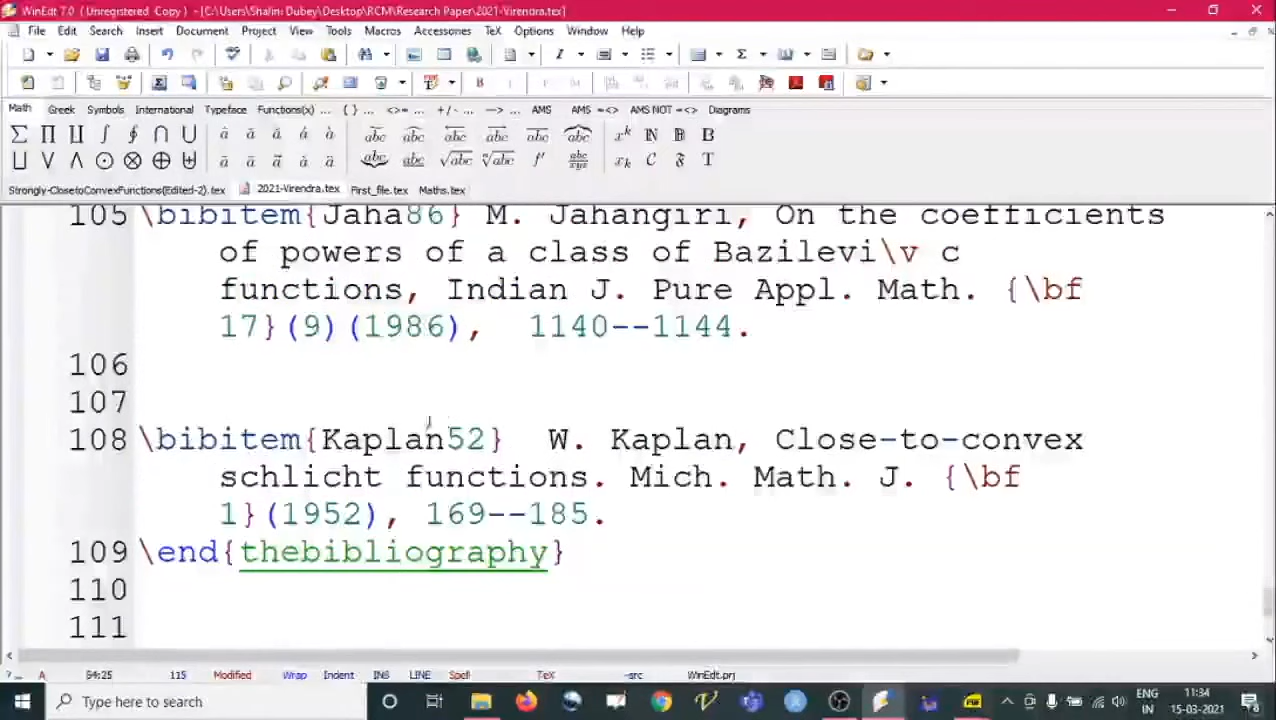 WinEdt 7.0 (Unregistered Copy) - [C:\Users\Shalini Dubey\Desktop\RCM\Research Paper\2021-Virendra.tex]
File Edit Search Insert Document Project View Tools Macros Accessories TeX Options Window Help
Math Greek Symbols International Typeface Functions(x) ... { } ... <>= ... +/- ... --> ... AMS AMS =<> AMS NOT =<> Diagrams
Strongly-ClosetoConvexFunctions(Edited-2).tex 2021-Virendra.tex First_file.tex Maths.tex
105 \bibitem{Jaha86} M. Jahangiri, On the coefficients
of powers of a class of Bazilevi\v c
functions, Indian J. Pure Appl. Math. {\bf
17}(9)(1986), 1140--1144.
106
107
108 \bibitem{Kaplan52} W. Kaplan, Close-to-convex
schlicht functions. Mich. Math. J. {\bf
1}(1952), 169--185.
109 \end{thebibliography}
110
111
A 115 Modified Wrap Indent INS LINE Spell TeX --src WinEdt.prj
Type here to search
ENG 11:34
IN 15-03-2021